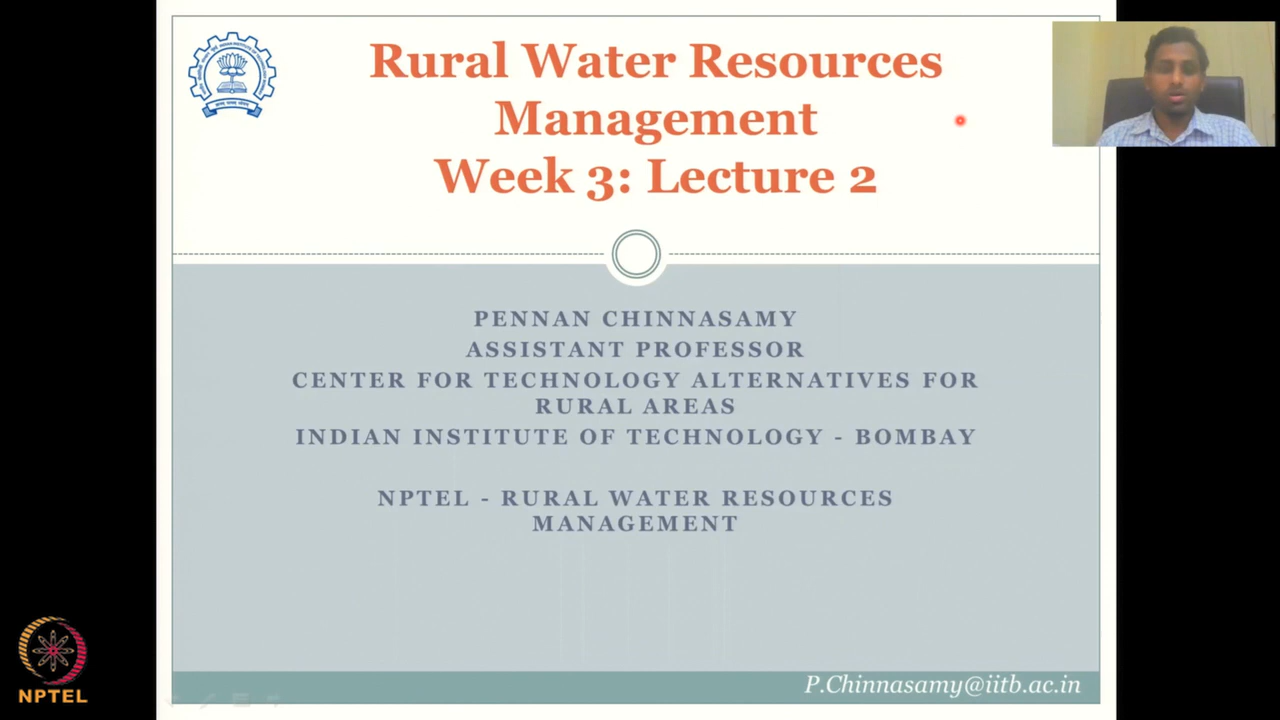 Rural Water Resources
Management
Week 3: Lecture 2
PENNAN CHINNASAMY
ASSISTANT PROFESSOR
CENTER FOR TECHNOLOGY ALTERNATIVES FOR
RURAL AREAS
INDIAN INSTITUTE OF TECHNOLOGY - BOMBAY
NPTEL - RURAL WATER RESOURCES
MANAGEMENT
P.Chinnasamy@iitb.ac.in
NPTEL